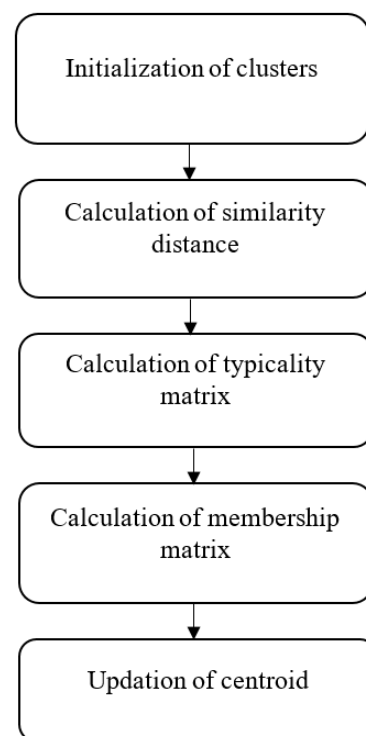 Initialization of clusters
Calculation of similarity
distance
Calculation of typicality
matrix
Calculation of membership
matrix
Updation of centroid